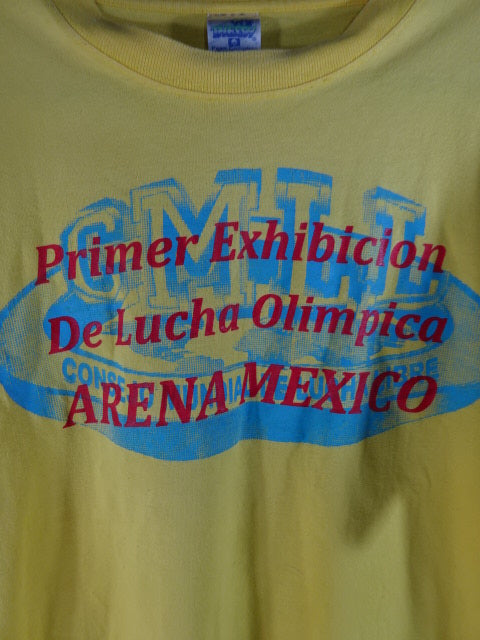 CMLL
Primer Exhibicion
De Lucha Olimpica
ARENA MEXICO